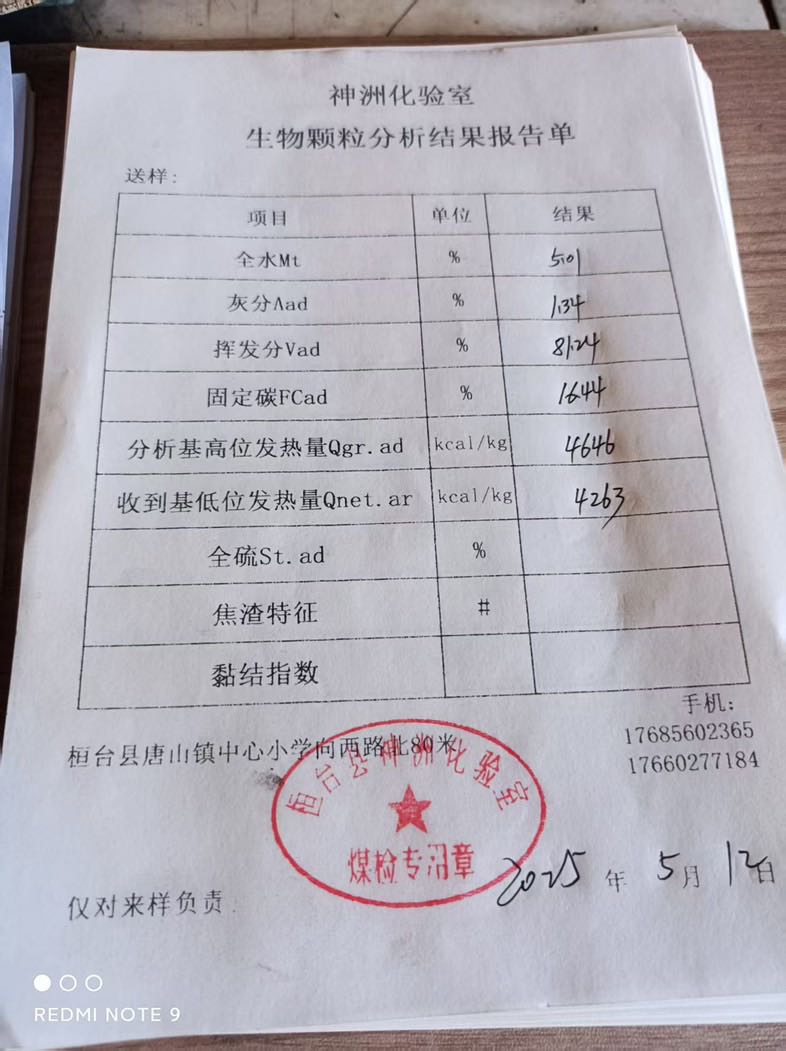 神洲化验室
生物颗粒分析结果报告单
送样:
项目 单位 结果
全水Mt % 5.01
灰分Aad % 1.34
挥发分Vad % 81.24
固定碳FCad % 16.44
分析基高位发热量Qgr.ad kcal/kg 4646
收到基低位发热量Qnet.ar kcal/kg 4263
全硫St.ad %
焦渣特征 #
黏结指数
手机:
桓台县唐山镇中心小学向西路北80米 17685602365
17660277184
桓台县神洲化验室
煤检专用章
2025年5月12日
仅对来样负责
REDMI NOTE 9